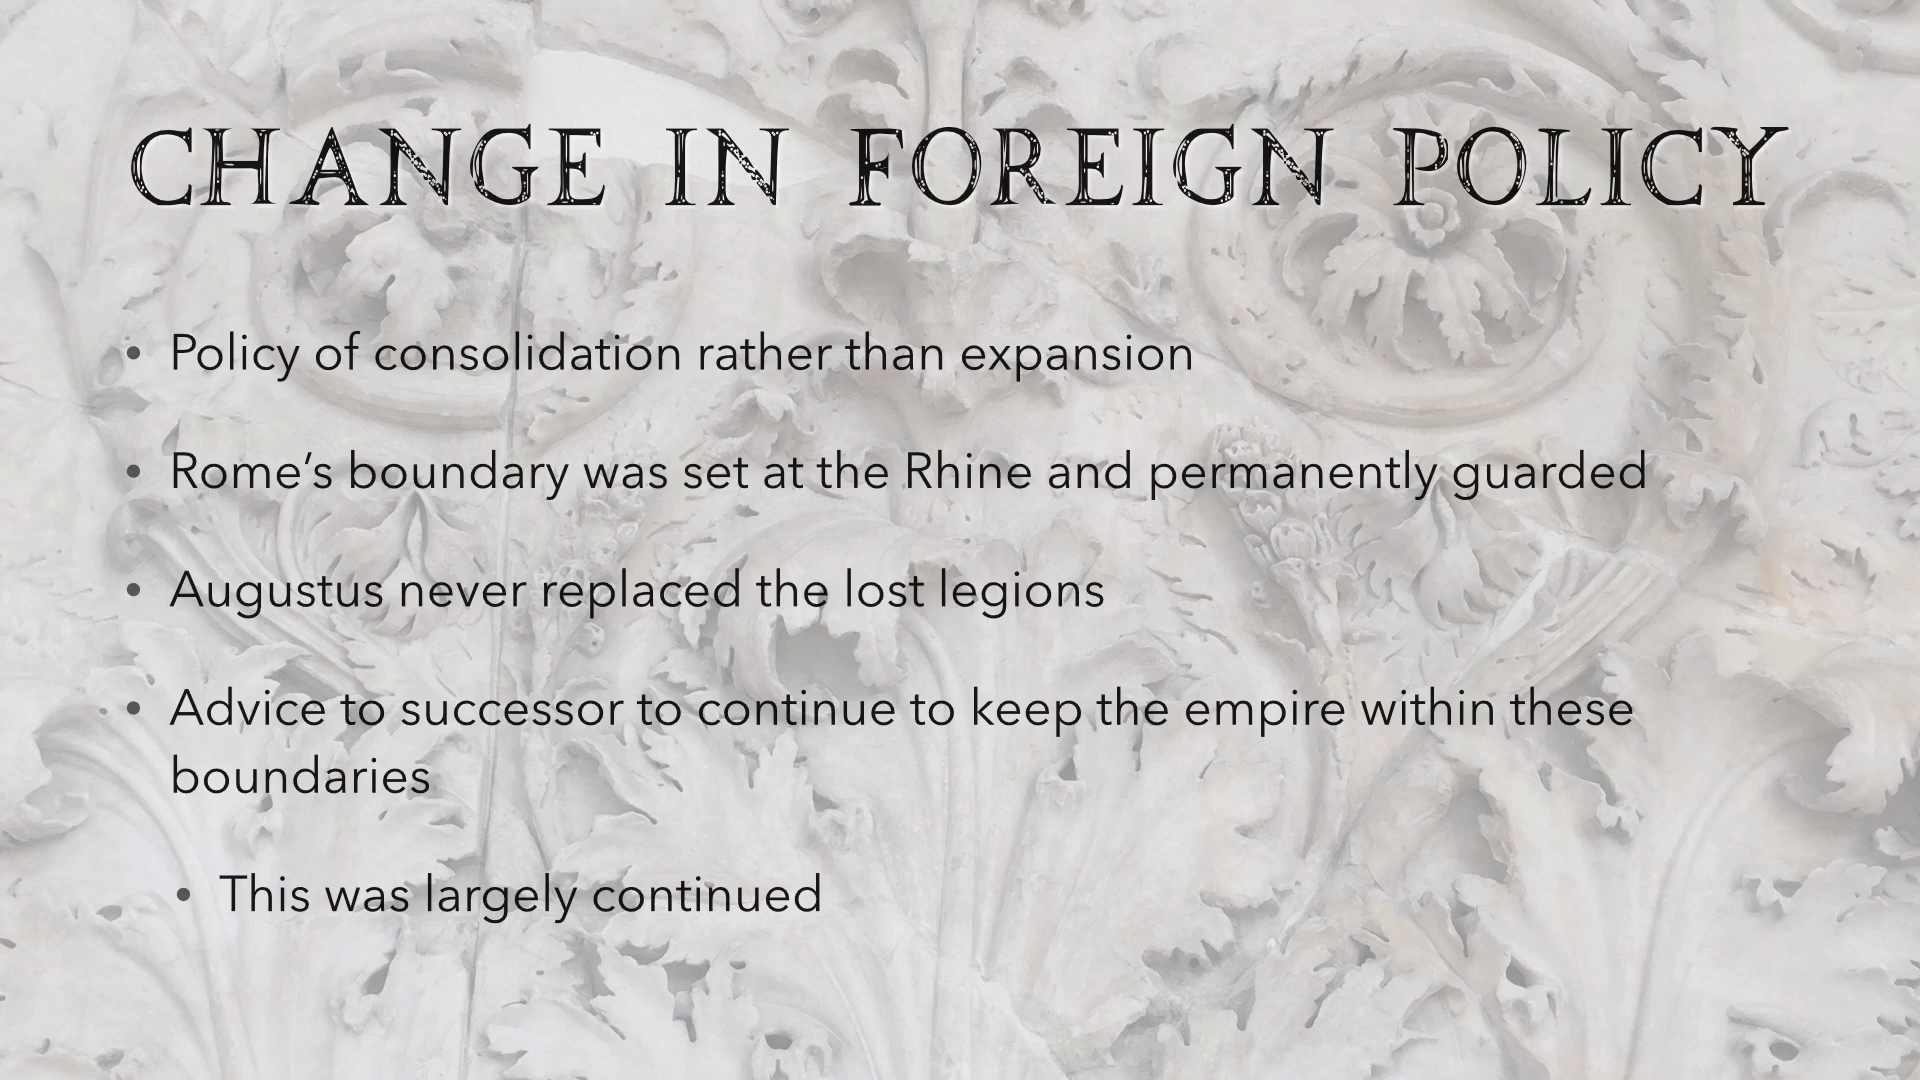 CHANGE IN FOREIGN POLICY
• Policy of consolidation rather than expansion
• Rome’s boundary was set at the Rhine and permanently guarded
• Augustus never replaced the lost legions
• Advice to successor to continue to keep the empire within these
boundaries
• This was largely continued